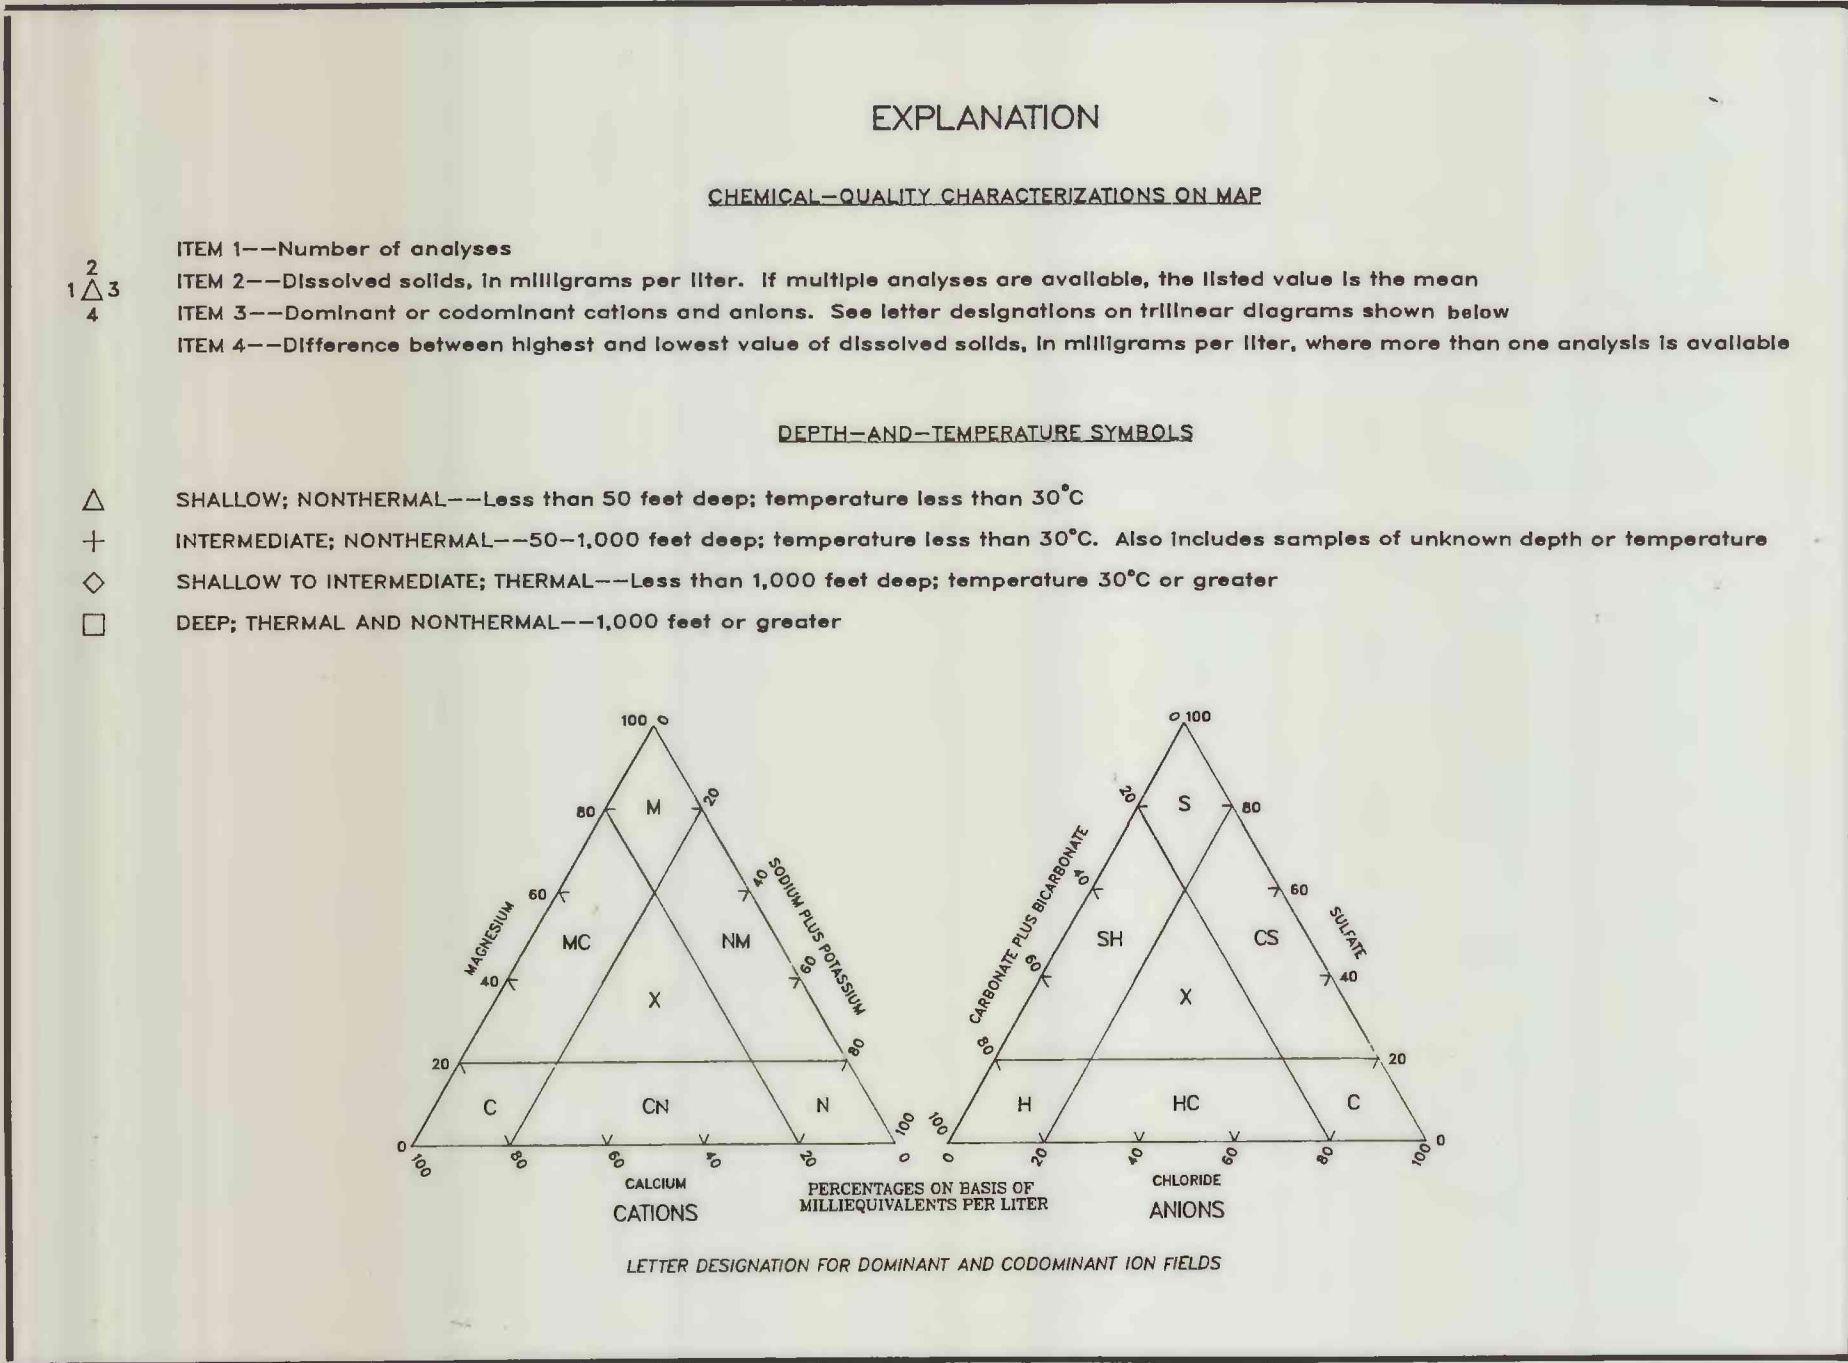 EXPLANATION
CHEMICAL—QUALITY CHARACTERIZATIONS ON MAP
ITEM 1——Number of analyses
ITEM 2——Dissolved solids, in milligrams per liter. If multiple analyses are available, the listed value is the mean
ITEM 3——Dominant or codominant cations and anions. See letter designations on trilinear diagrams shown below
ITEM 4——Difference between highest and lowest value of dissolved solids, in milligrams per liter, where more than one analysis is available
2
1 △ 3
4
DEPTH—AND—TEMPERATURE SYMBOLS
△ SHALLOW; NONTHERMAL——Less than 50 feet deep; temperature less than 30°C
+ INTERMEDIATE; NONTHERMAL——50—1,000 feet deep; temperature less than 30°C. Also includes samples of unknown depth or temperature
◇ SHALLOW TO INTERMEDIATE; THERMAL——Less than 1,000 feet deep; temperature 30°C or greater
□ DEEP; THERMAL AND NONTHERMAL——1,000 feet or greater
100 0
80 M 20
60 40
MAGNESIUM
SODIUM PLUS POTASSIUM
MC NM
40 60
X
20 80
C CN N
0 100
100 80 60 40 20 0
CALCIUM
CATIONS
0 100
20 S 80
40 60
CARBONATE PLUS BICARBONATE
SULFATE
SH CS
60 40
X
80 20
H HC C
100 0
0 20 40 60 80 100
CHLORIDE
ANIONS
PERCENTAGES ON BASIS OF
MILLIEQUIVALENTS PER LITER
LETTER DESIGNATION FOR DOMINANT AND CODOMINANT ION FIELDS